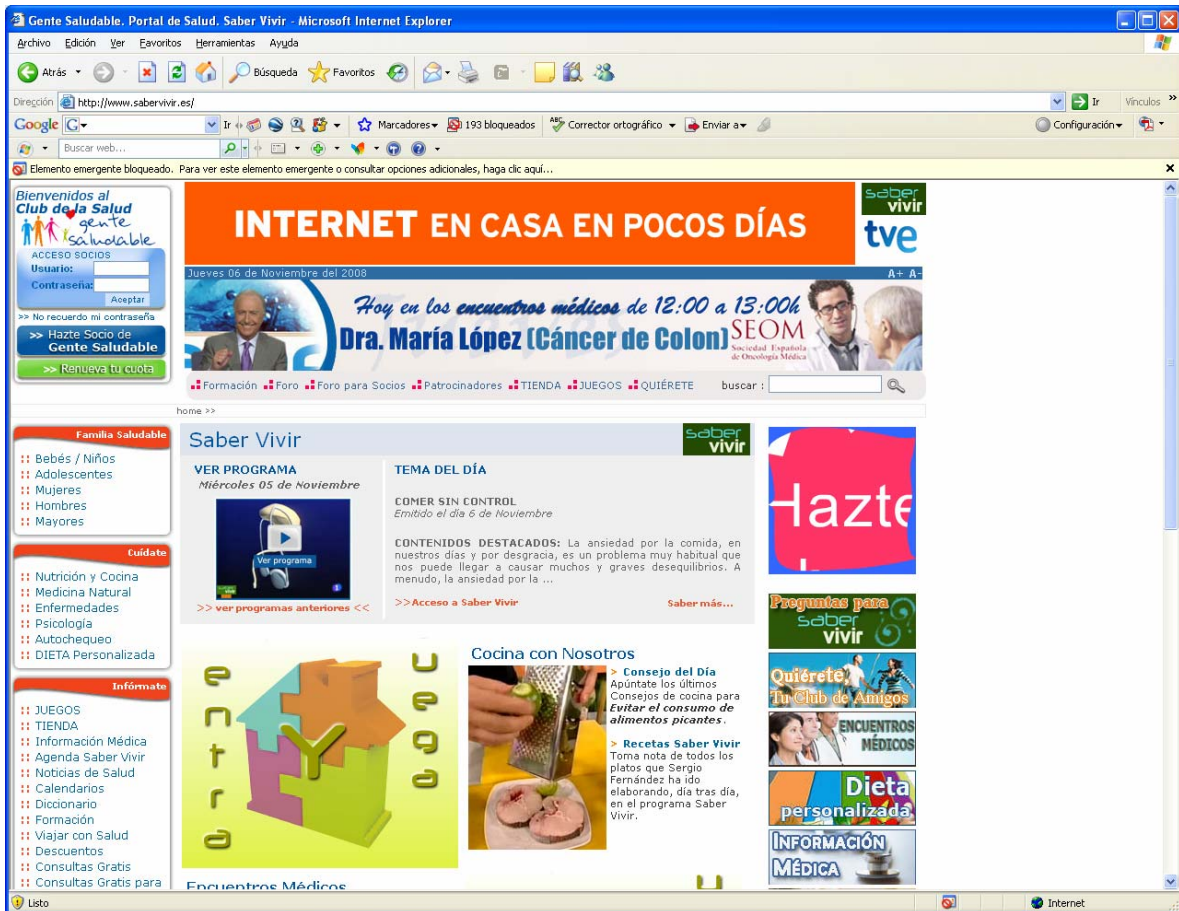 Gente Saludable. Portal de Salud. Saber Vivir - Microsoft Internet Explorer
Archivo Edición Ver Favoritos Herramientas Ayuda
Atrás Búsqueda Favoritos
Dirección http://www.sabervivir.es/ Ir Vínculos »
Google G Ir Marcadores 193 bloqueados ABC Corrector ortográfico Enviar a Configuración
Buscar web...
Elemento emergente bloqueado. Para ver este elemento emergente o consultar opciones adicionales, haga clic aquí...
Bienvenidos al
Club de la Salud
gente
saludable
ACCESO SOCIOS
Usuario:
Contraseña:
Aceptar
>> No recuerdo mi contraseña
>> Hazte Socio de
Gente Saludable
>> Renueva tu cuota
INTERNET EN CASA EN POCOS DÍAS
saber
vivir
tve
Jueves 06 de Noviembre del 2008 A+ A-
Hoy en los encuentros médicos de 12:00 a 13:00h
Dra. María López (Cáncer de Colon) SEOM
Sociedad Española
de Oncología Médica
Formación Foro Foro para Socios Patrocinadores TIENDA JUEGOS QUIÉRETE buscar :
home >>
Familia Saludable
:: Bebés / Niños
:: Adolescentes
:: Mujeres
:: Hombres
:: Mayores
Cuídate
:: Nutrición y Cocina
:: Medicina Natural
:: Enfermedades
:: Psicología
:: Autochequeo
:: DIETA Personalizada
Infórmate
:: JUEGOS
:: TIENDA
:: Información Médica
:: Agenda Saber Vivir
:: Noticias de Salud
:: Calendarios
:: Diccionario
:: Formación
:: Viajar con Salud
:: Descuentos
:: Consultas Gratis
:: Consultas Gratis para
Saber Vivir
saber
vivir
VER PROGRAMA
Miércoles 05 de Noviembre
Ver programa
>> ver programas anteriores <<
TEMA DEL DÍA
COMER SIN CONTROL
Emitido el día 6 de Noviembre
CONTENIDOS DESTACADOS: La ansiedad por la comida, en
nuestros días y por desgracia, es un problema muy habitual que
nos puede llegar a causar muchos y graves desequilibrios. A
menudo, la ansiedad por la ...
>>Acceso a Saber Vivir Saber más...
entra
Y
Juega
Cocina con Nosotros
> Consejo del Día
Apúntate los últimos
Consejos de cocina para
Evitar el consumo de
alimentos picantes.
> Recetas Saber Vivir
Toma nota de todos los
platos que Sergio
Fernández ha ido
elaborando, día tras día,
en el programa Saber
Vivir.
Encuentros Médicos
Hazte
Preguntas para
saber
vivir
Quiérete,
Tu Club de Amigos
ENCUENTROS
MÉDICOS
Dieta
personalizada
INFORMACIÓN
MÉDICA
Listo Internet